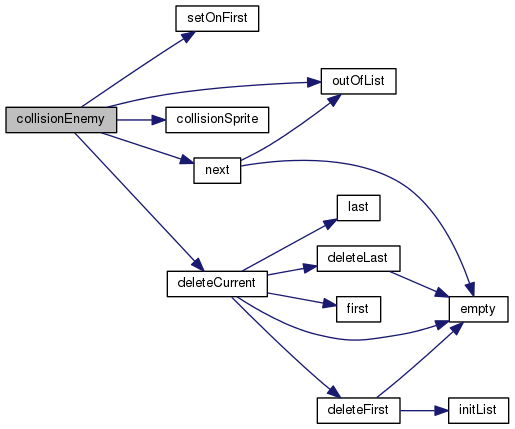 setOnFirst
outOfList
collisionEnemy
collisionSprite
next
last
deleteLast
deleteCurrent
first
empty
deleteFirst
initList